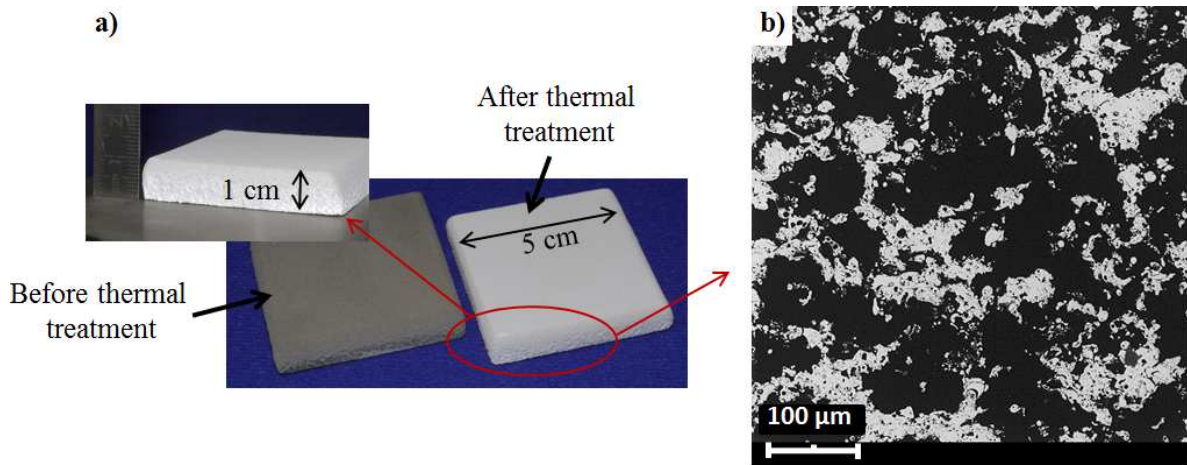 a)
After thermal
treatment
1 cm
5 cm
Before thermal
treatment
b)
100 µm